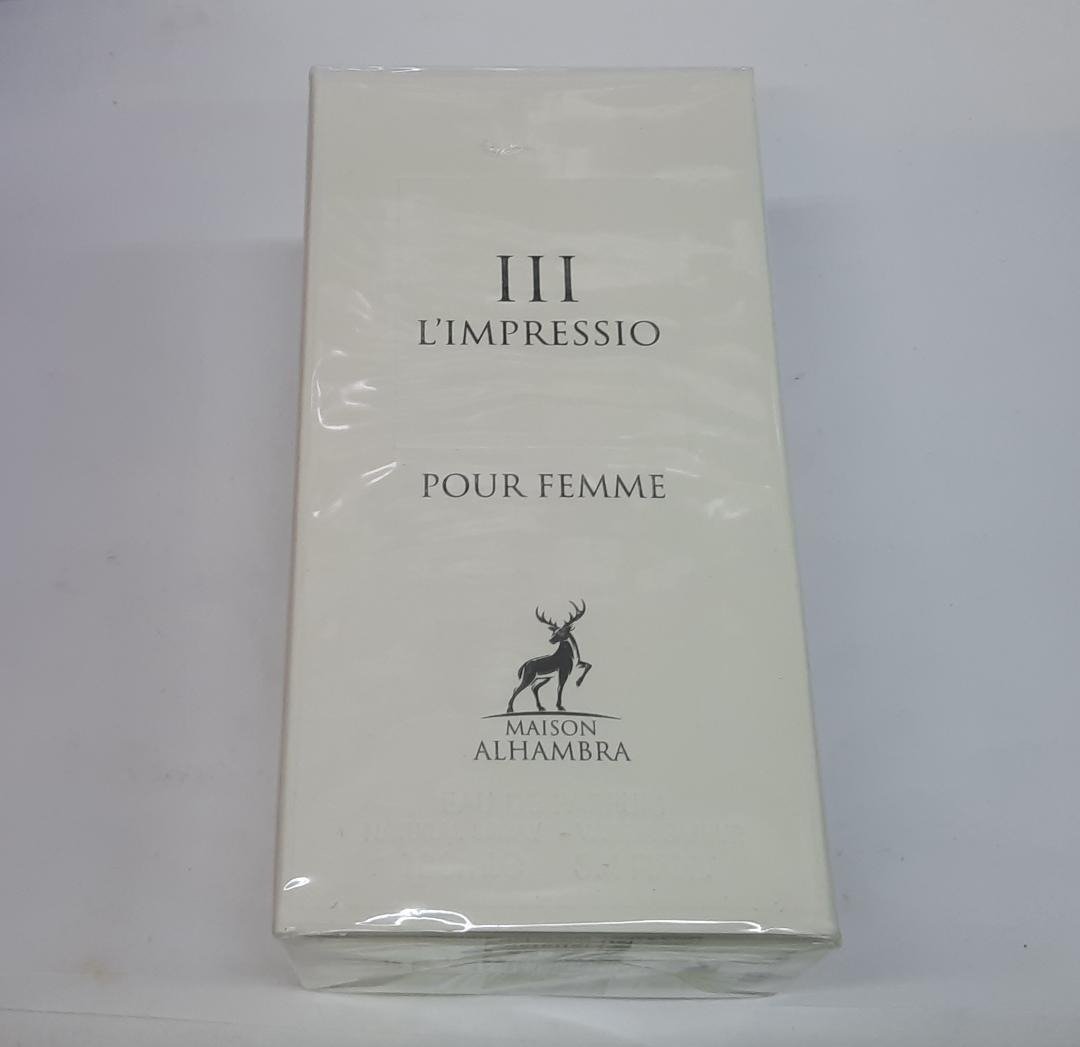 III
L'IMPRESSIO
POUR FEMME
MAISON
ALHAMBRA